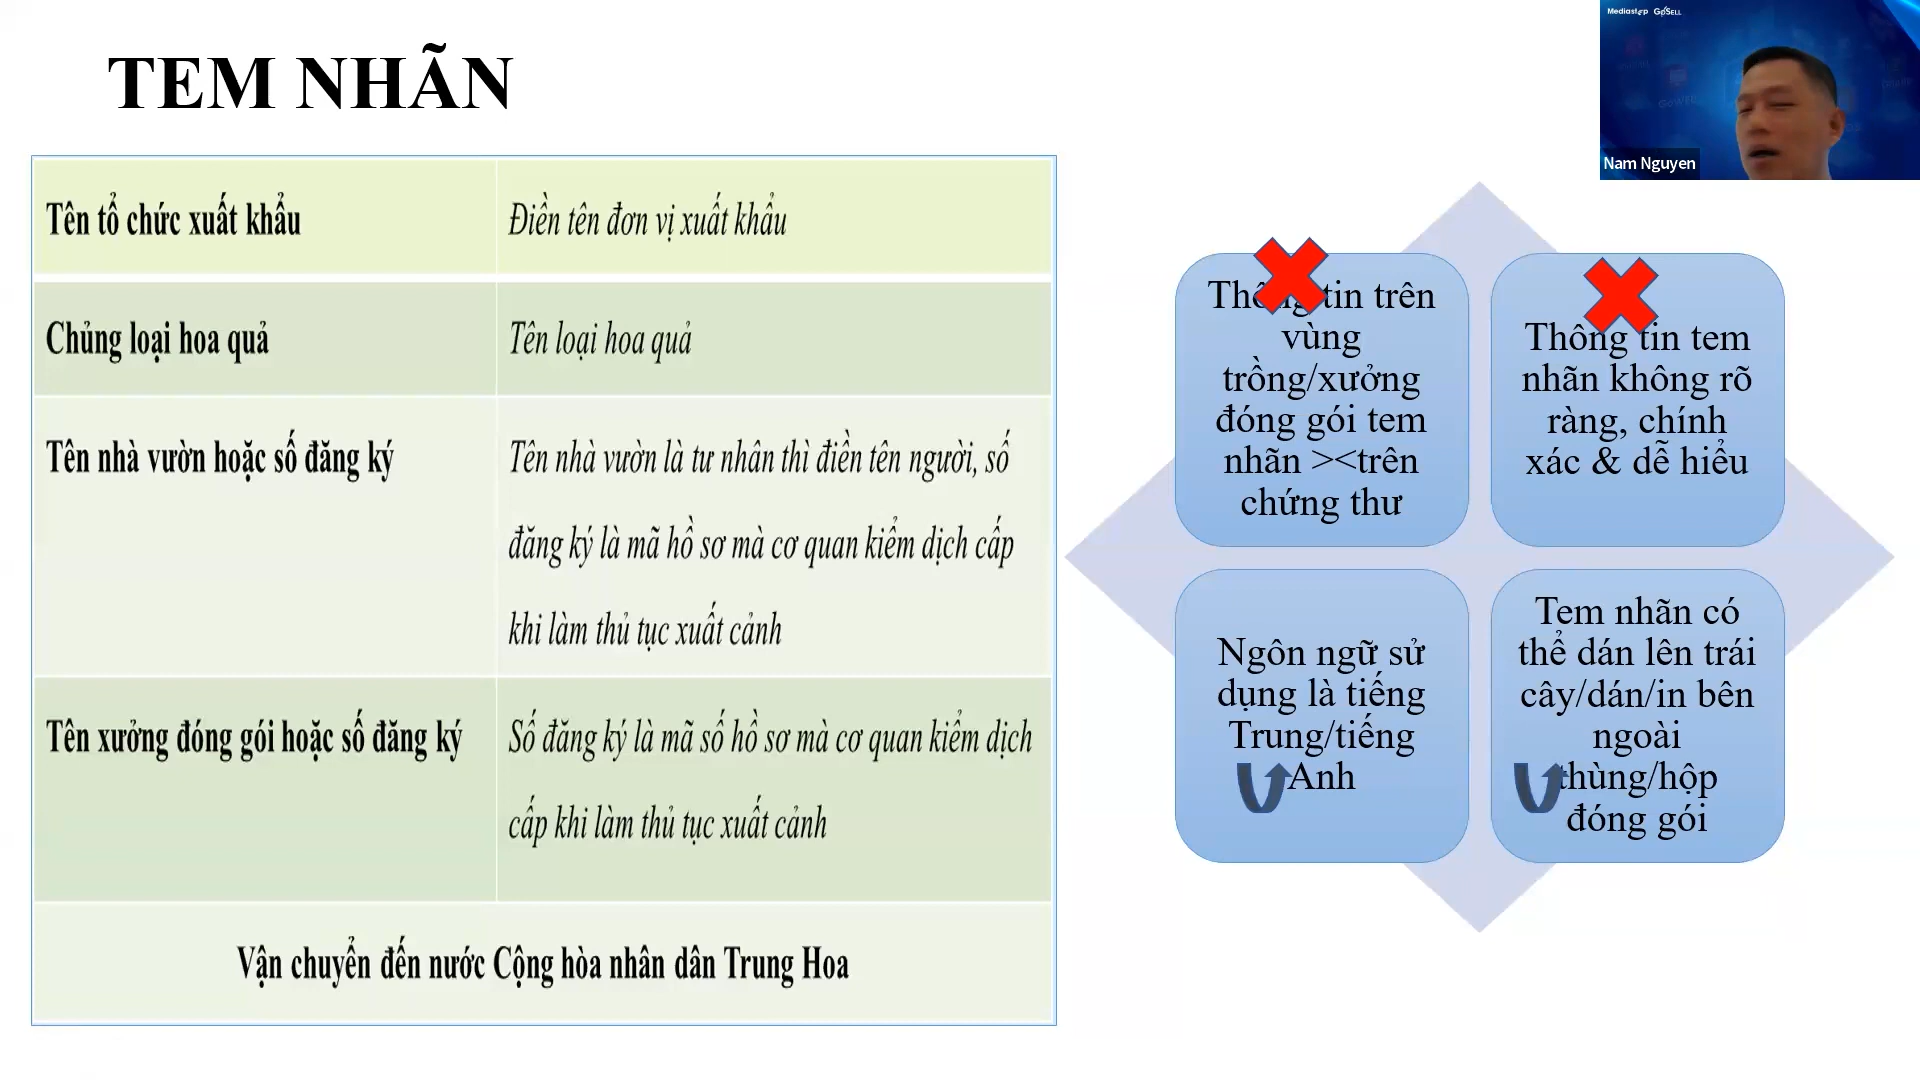 TEM NHÃN
Mediastep GoSELL
Nam Nguyen
Tên tổ chức xuất khẩu
Điền tên đơn vị xuất khẩu
Chủng loại hoa quả
Tên loại hoa quả
Tên nhà vườn hoặc số đăng ký
Tên nhà vườn là tư nhân thì điền tên người, số
đăng ký là mã hồ sơ mà cơ quan kiểm dịch cấp
khi làm thủ tục xuất cảnh
Tên xưởng đóng gói hoặc số đăng ký
Số đăng ký là mã số hồ sơ mà cơ quan kiểm dịch
cấp khi làm thủ tục xuất cảnh
Vận chuyển đến nước Cộng hòa nhân dân Trung Hoa
Thông tin trên
vùng
trồng/xưởng
đóng gói tem
nhãn ><trên
chứng thư
Thông tin tem
nhãn không rõ
ràng, chính
xác & dễ hiểu
Ngôn ngữ sử
dụng là tiếng
Trung/tiếng
Anh
Tem nhãn có
thể dán lên trái
cây/dán/in bên
ngoài
thùng/hộp
đóng gói